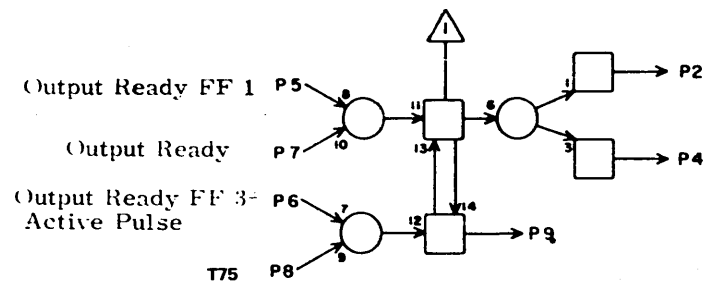 1
Output Ready FF 1 P5 8 11 6 1 P2
10
Output Ready P7 13 3 P4
Output Ready FF 3-
Active Pulse
P6 7 14
12 P9
9
T75 P8